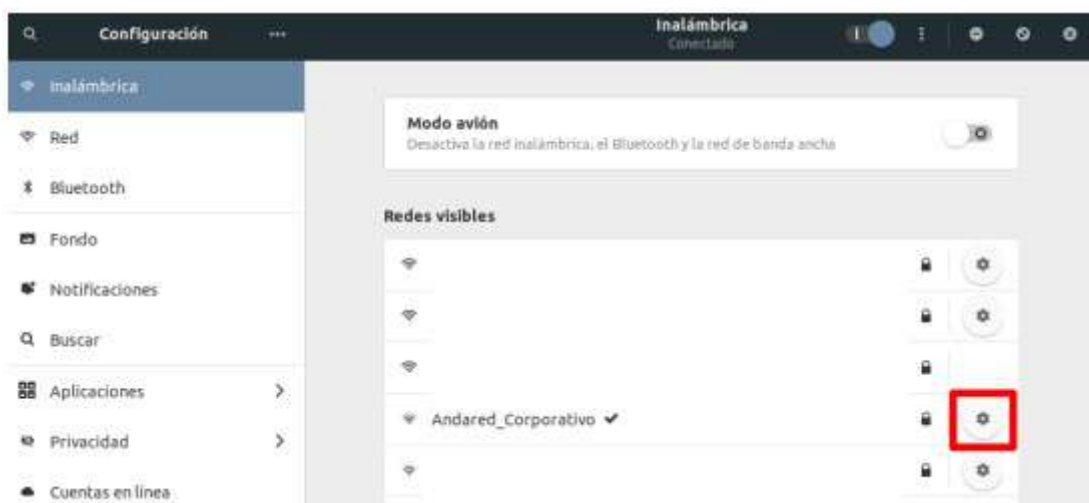 Configuración
Inalámbrica
Conectado
Inalámbrica
Red
Bluetooth
Fondo
Notificaciones
Buscar
Aplicaciones
Privacidad
Cuentas en línea
Modo avión
Desactiva la red inalámbrica, el Bluetooth y la red de banda ancha
Redes visibles
Andared_Corporativo